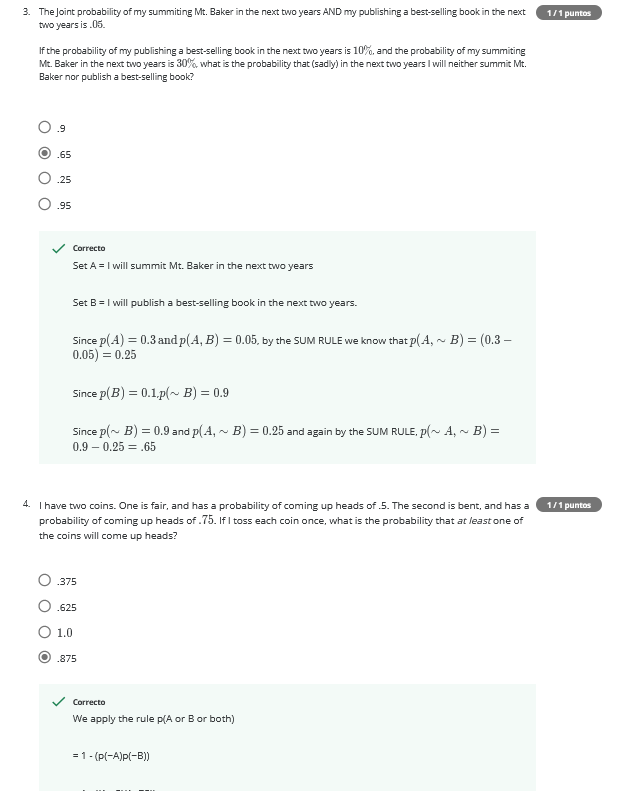 3. The Joint probability of my summiting Mt. Baker in the next two years AND my publishing a best-selling book in the next
1 / 1 puntos
two years is .05.
If the probability of my publishing a best-selling book in the next two years is 10%, and the probability of my summiting
Mt. Baker in the next two years is 30%, what is the probability that (sadly) in the next two years I will neither summit Mt.
Baker nor publish a best-selling book?
.9
.65
.25
.95
Correcto
Set A = I will summit Mt. Baker in the next two years
Set B = I will publish a best-selling book in the next two years.
Since p(A) = 0.3 and p(A, B) = 0.05, by the SUM RULE we know that p(A, ∼ B) = (0.3 −
0.05) = 0.25
Since p(B) = 0.1,p(∼ B) = 0.9
Since p(∼ B) = 0.9 and p(A, ∼ B) = 0.25 and again by the SUM RULE, p(∼ A, ∼ B) =
0.9 − 0.25 = .65
4. I have two coins. One is fair, and has a probability of coming up heads of .5. The second is bent, and has a
1 / 1 puntos
probability of coming up heads of .75. If I toss each coin once, what is the probability that at least one of
the coins will come up heads?
.375
.625
1.0
.875
Correcto
We apply the rule p(A or B or both)
= 1 - (p(~A)p(~B))